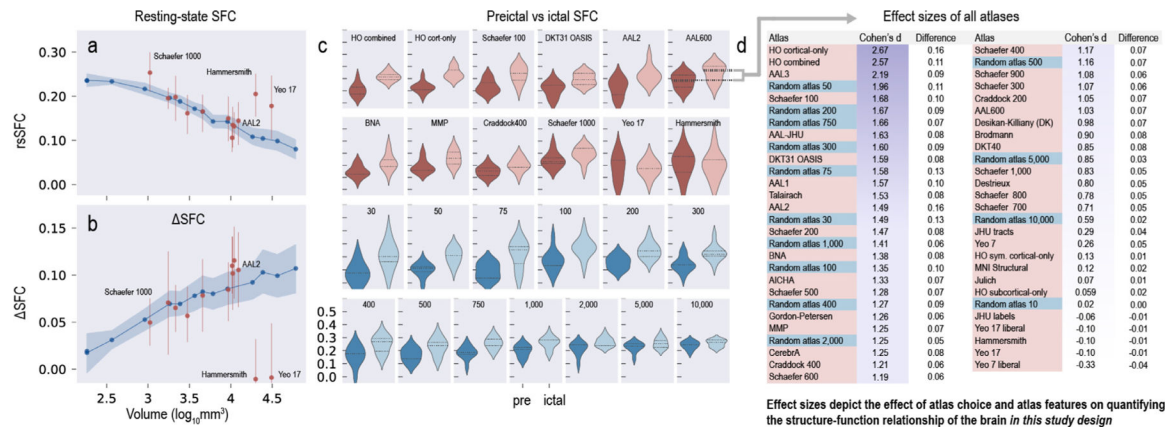 Resting-state SFC
a
rsSFC
0.30
0.20
0.10
0.00
Schaefer 1000
Hammersmith
Yeo 17
AAL2
b
ΔSFC
ΔSFC
0.15
0.10
0.05
0.00
AAL2
Schaefer 1000
Hammersmith
Yeo 17
2.5 3.0 3.5 4.0 4.5
Volume (log10mm³)
Preictal vs ictal SFC
c
HO combined HO cort-only Schaefer 100 DKT31 OASIS AAL2 AAL600
BNA MMP Craddock400 Schaefer 1000 Yeo 17 Hammersmith
30 50 75 100 200 300
400 500 750 1,000 2,000 5,000 10,000
0.5
0.4
0.3
0.2
0.1
0.0
pre ictal
d
Effect sizes of all atlases
Atlas Cohen's d Difference
HO cortical-only 2.67 0.16
HO combined 2.57 0.11
AAL3 2.19 0.09
Random atlas 50 1.96 0.11
Schaefer 100 1.68 0.10
Random atlas 200 1.67 0.09
Random atlas 750 1.66 0.07
AAL-JHU 1.63 0.08
Random atlas 300 1.60 0.09
DKT31 OASIS 1.59 0.08
Random atlas 75 1.58 0.13
AAL1 1.57 0.10
Talairach 1.53 0.08
AAL2 1.49 0.16
Random atlas 30 1.49 0.13
Schaefer 200 1.47 0.08
Random atlas 1,000 1.41 0.06
BNA 1.38 0.08
Random atlas 100 1.35 0.10
AICHA 1.33 0.07
Schaefer 500 1.28 0.07
Random atlas 400 1.27 0.09
Gordon-Petersen 1.26 0.06
MMP 1.25 0.07
Random atlas 2,000 1.25 0.05
CerebrA 1.25 0.08
Craddock 400 1.21 0.06
Schaefer 600 1.19 0.06
Atlas Cohen's d Difference
Schaefer 400 1.17 0.07
Random atlas 500 1.16 0.07
Schaefer 900 1.08 0.06
Schaefer 300 1.07 0.06
Craddock 200 1.05 0.07
AAL600 1.03 0.07
Desikan-Killiany (DK) 0.98 0.07
Brodmann 0.90 0.08
DKT40 0.85 0.08
Random atlas 5,000 0.85 0.03
Schaefer 1,000 0.83 0.05
Destrieux 0.80 0.05
Schaefer 800 0.78 0.05
Schaefer 700 0.71 0.05
Random atlas 10,000 0.59 0.02
JHU tracts 0.29 0.04
Yeo 7 0.26 0.05
HO sym. cortical-only 0.13 0.01
MNI Structural 0.12 0.02
Julich 0.07 0.01
HO subcortical-only 0.059 0.02
Random atlas 10 0.02 0.00
JHU labels -0.06 -0.01
Yeo 17 liberal -0.10 -0.01
Hammersmith -0.10 -0.01
Yeo 17 -0.10 -0.01
Yeo 7 liberal -0.33 -0.04
Effect sizes depict the effect of atlas choice and atlas features on quantifying
the structure-function relationship of the brain in this study design